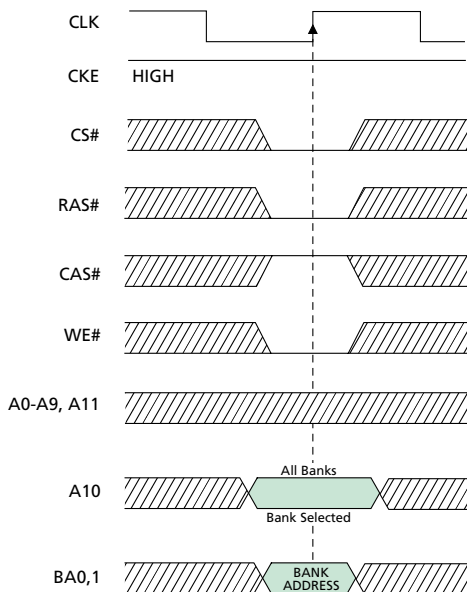 CLK
CKE HIGH
CS#
RAS#
CAS#
WE#
A0-A9, A11
All Banks
A10
Bank Selected
BA0,1
BANK
ADDRESS